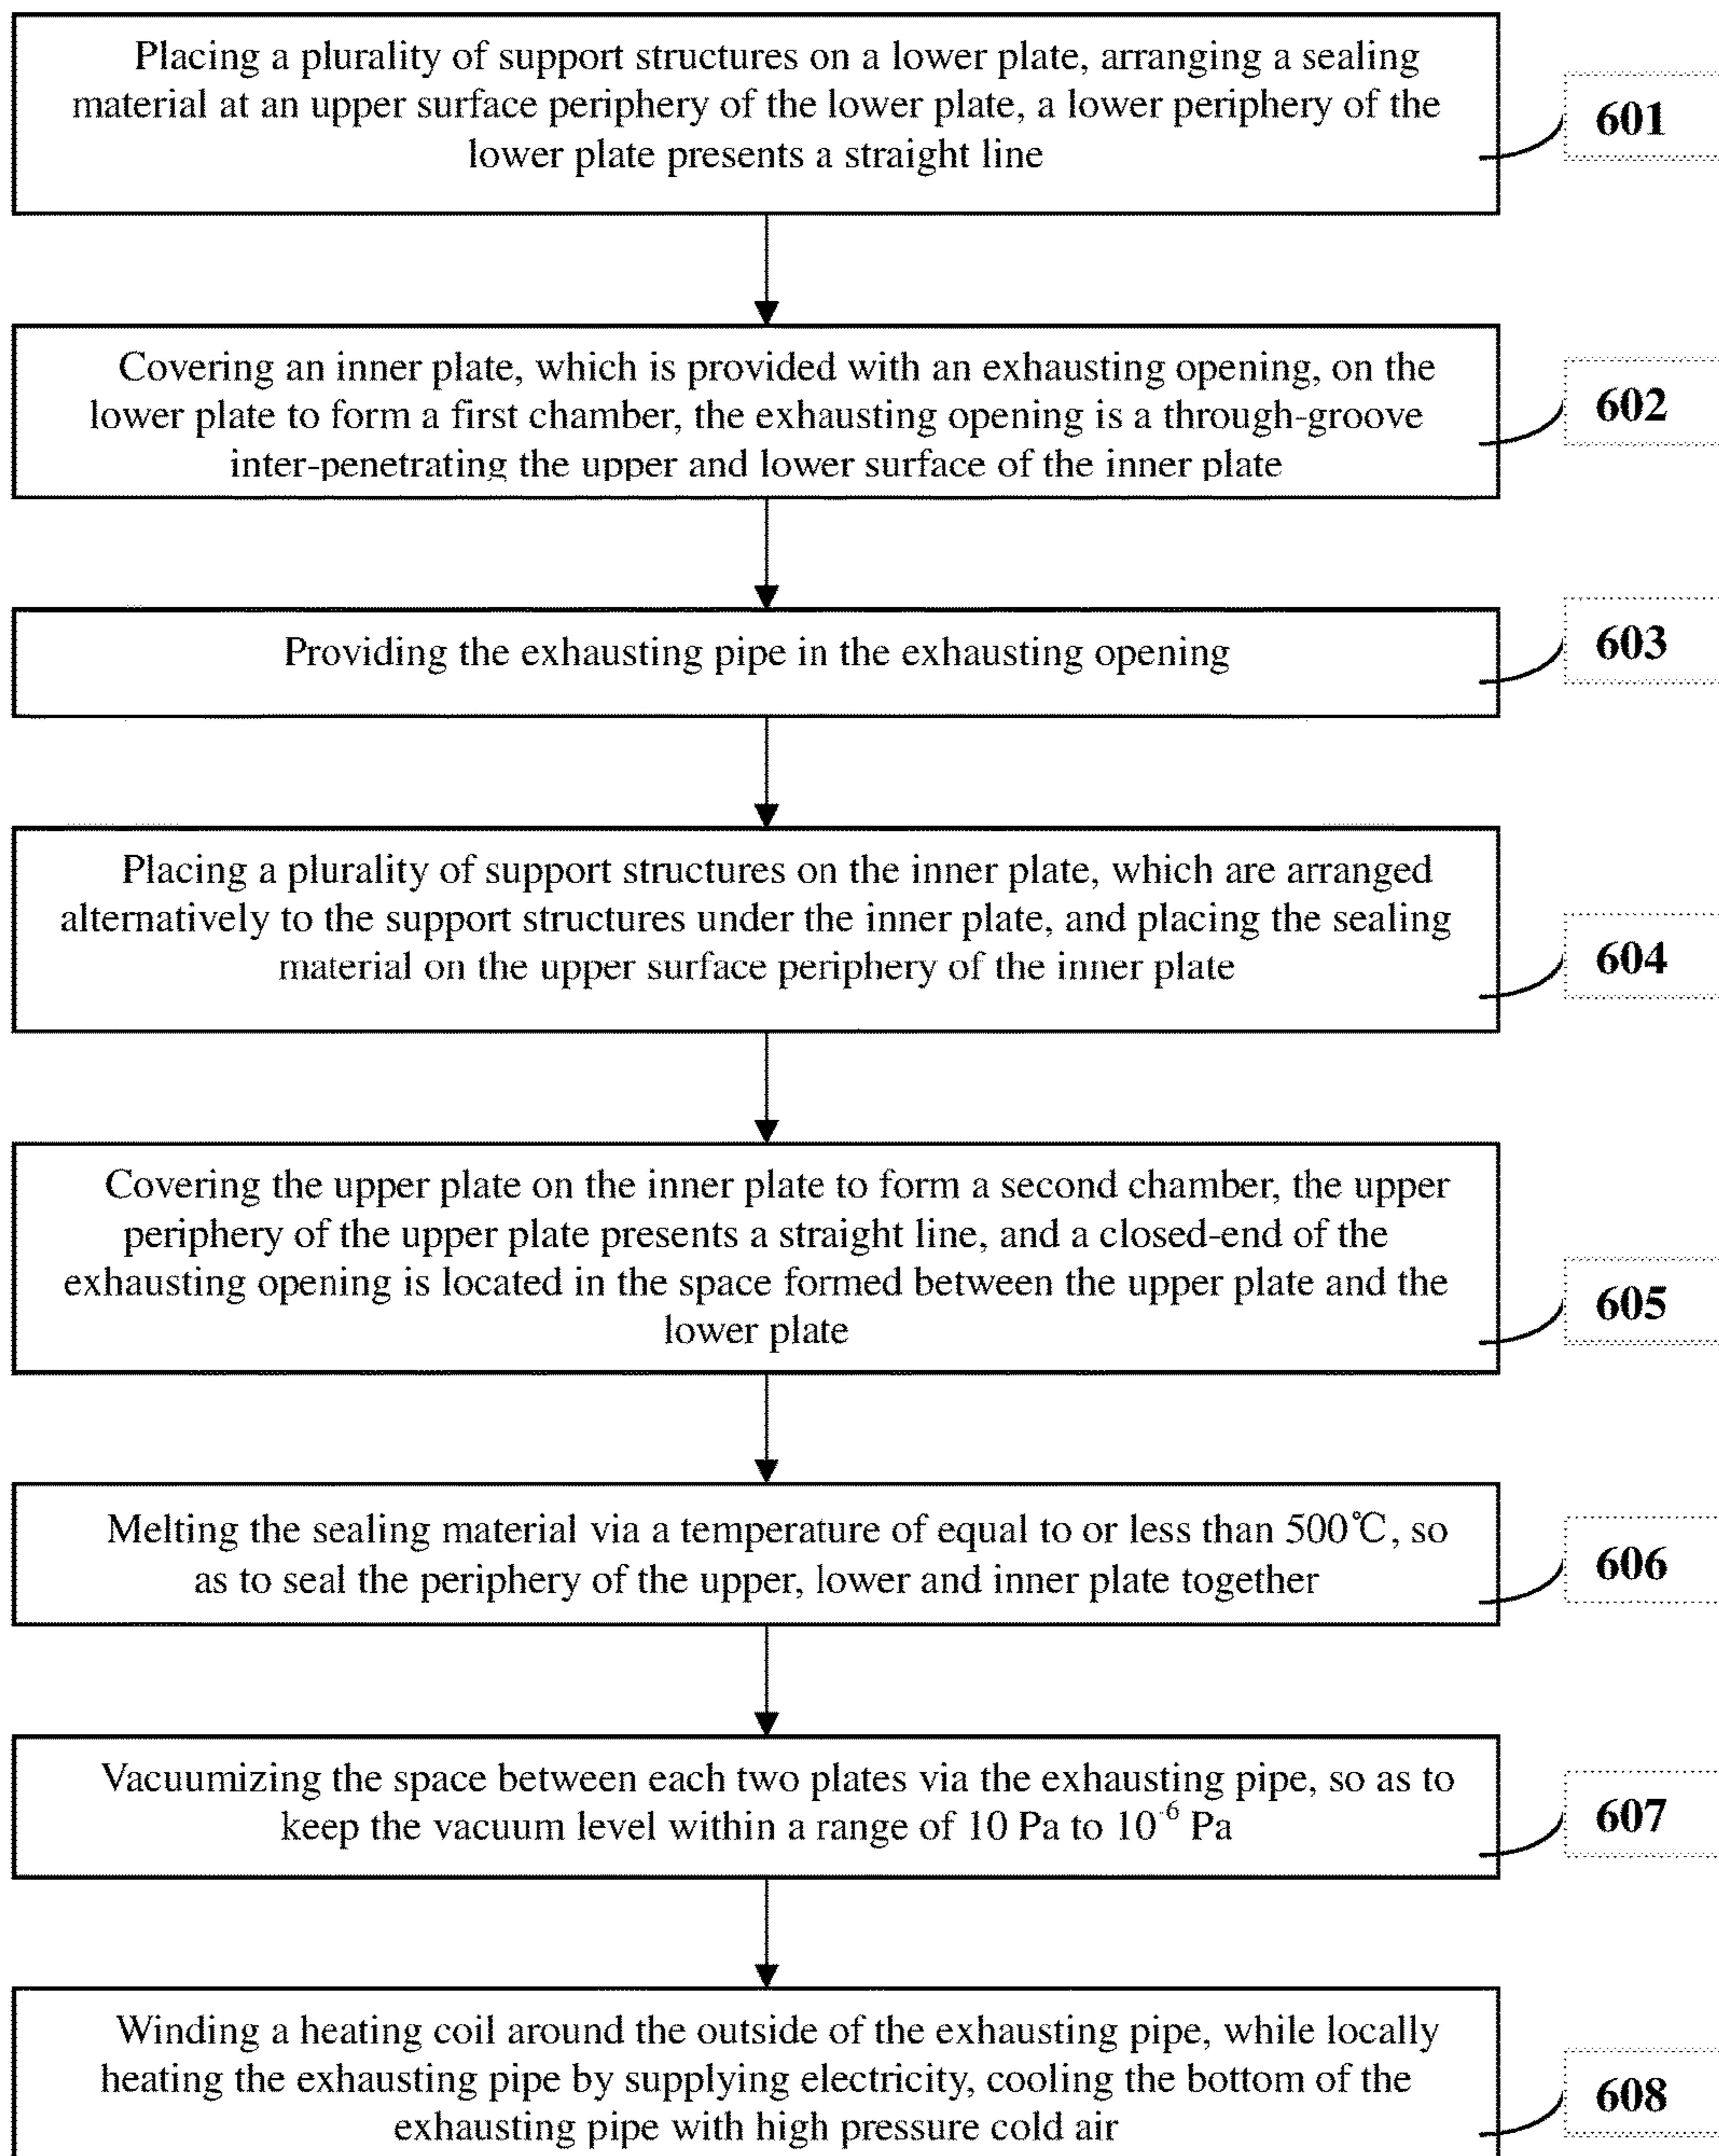 Placing a plurality of support structures on a lower plate, arranging a sealing
material at an upper surface periphery of the lower plate, a lower periphery of the
lower plate presents a straight line
601
Covering an inner plate, which is provided with an exhausting opening, on the
lower plate to form a first chamber, the exhausting opening is a through-groove
inter-penetrating the upper and lower surface of the inner plate
602
Providing the exhausting pipe in the exhausting opening
603
Placing a plurality of support structures on the inner plate, which are arranged
alternatively to the support structures under the inner plate, and placing the sealing
material on the upper surface periphery of the inner plate
604
Covering the upper plate on the inner plate to form a second chamber, the upper
periphery of the upper plate presents a straight line, and a closed-end of the
exhausting opening is located in the space formed between the upper plate and the
lower plate
605
Melting the sealing material via a temperature of equal to or less than 500℃, so
as to seal the periphery of the upper, lower and inner plate together
606
Vacuumizing the space between each two plates via the exhausting pipe, so as to
keep the vacuum level within a range of 10 Pa to 10⁻⁶ Pa
607
Winding a heating coil around the outside of the exhausting pipe, while locally
heating the exhausting pipe by supplying electricity, cooling the bottom of the
exhausting pipe with high pressure cold air
608